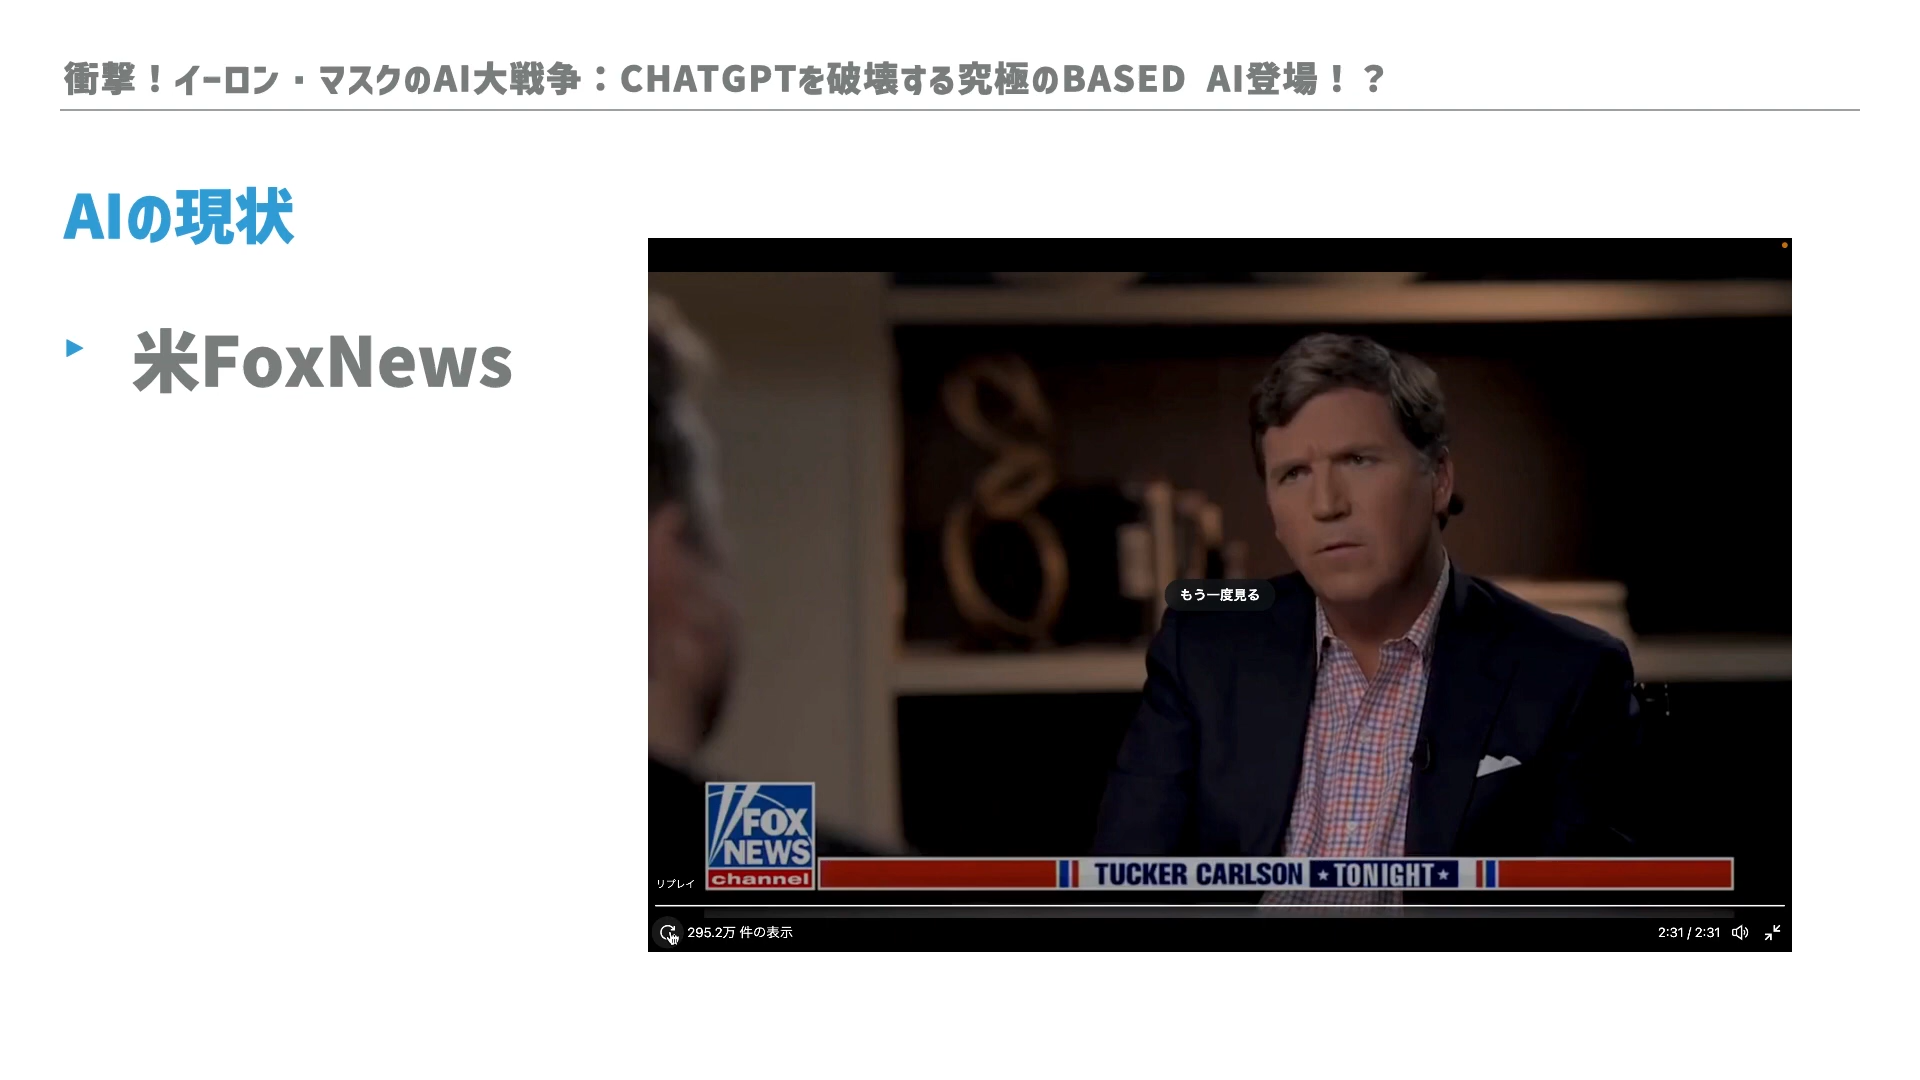 衝撃！イーロン・マスクのAI大戦争：CHATGPTを破壊する究極のBASED AI登場！？
AIの現状
▸ 米FoxNews
もう一度見る
FOX
NEWS
channel
TUCKER CARLSON ★TONIGHT★
リプレイ
295.2万 件の表示
2:31 / 2:31